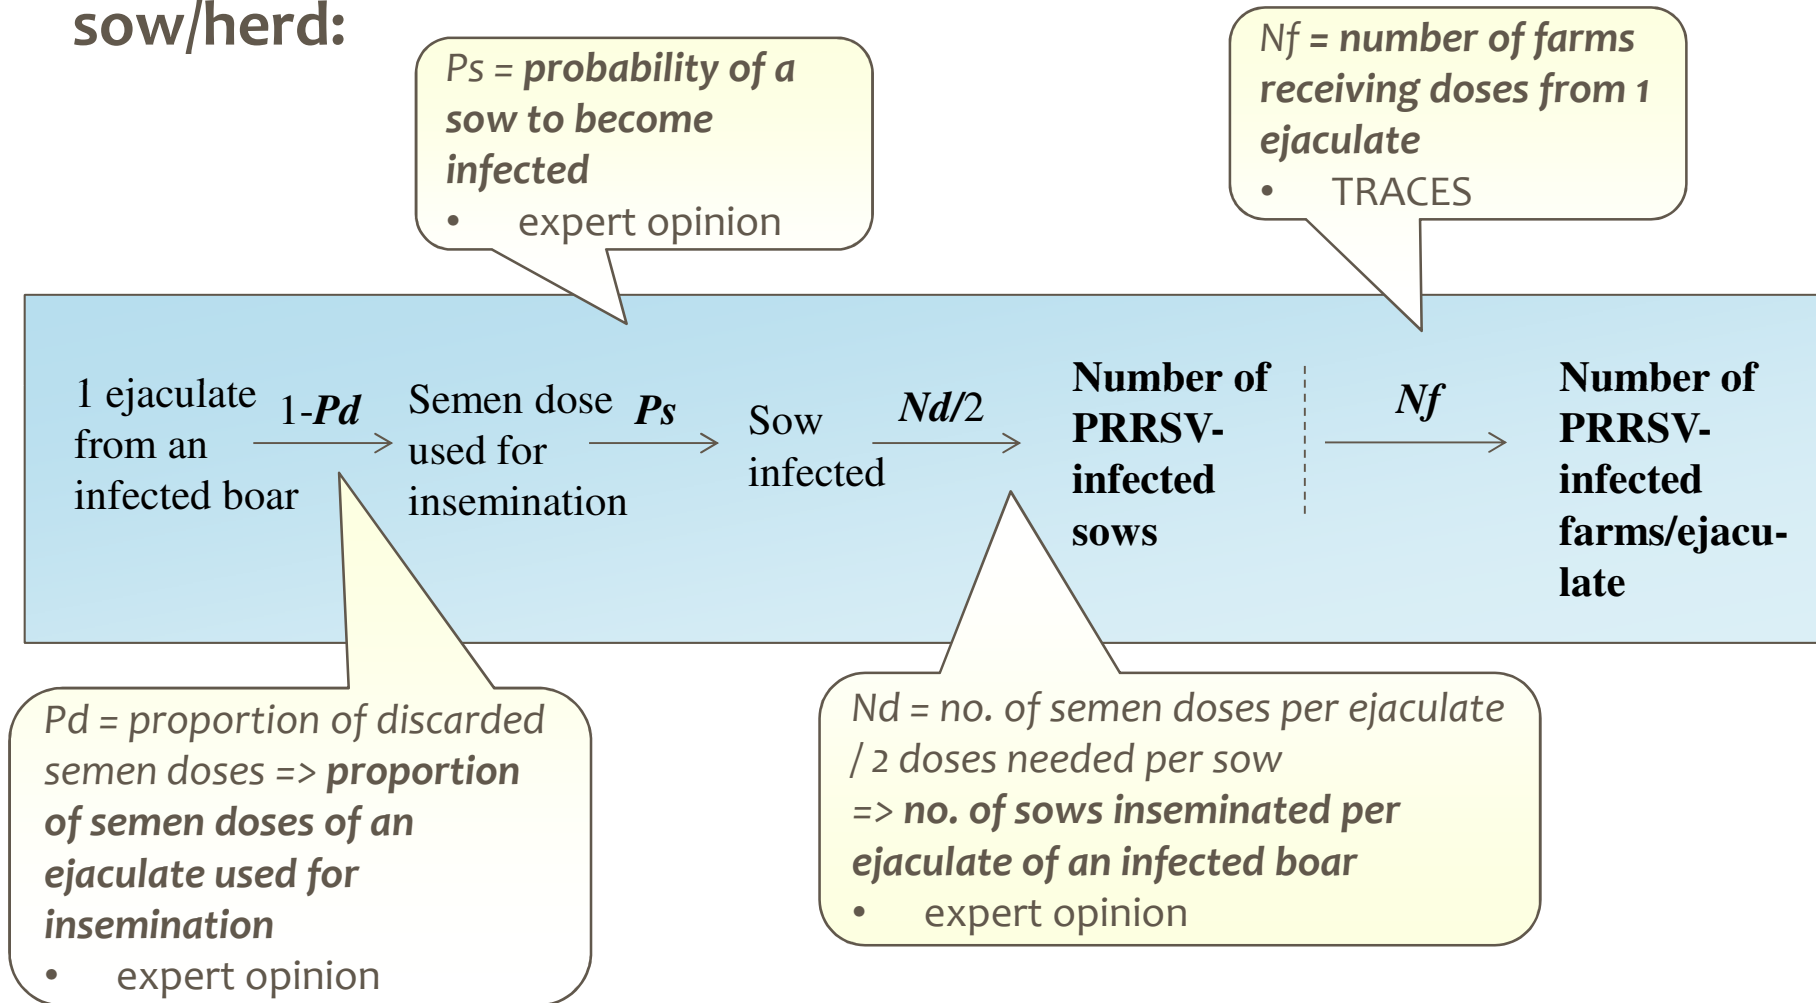 sow/herd:
Ps = probability of a
sow to become
infected
• expert opinion
Nf = number of farms
receiving doses from 1
ejaculate
• TRACES
1 ejaculate
from an
infected boar
1-Pd
Semen dose
used for
insemination
Ps
Sow
infected
Nd/2
Number of
PRRSV-
infected
sows
Nf
Number of
PRRSV-
infected
farms/ejacu-
late
Pd = proportion of discarded
semen doses => proportion
of semen doses of an
ejaculate used for
insemination
• expert opinion
Nd = no. of semen doses per ejaculate
/ 2 doses needed per sow
=> no. of sows inseminated per
ejaculate of an infected boar
• expert opinion